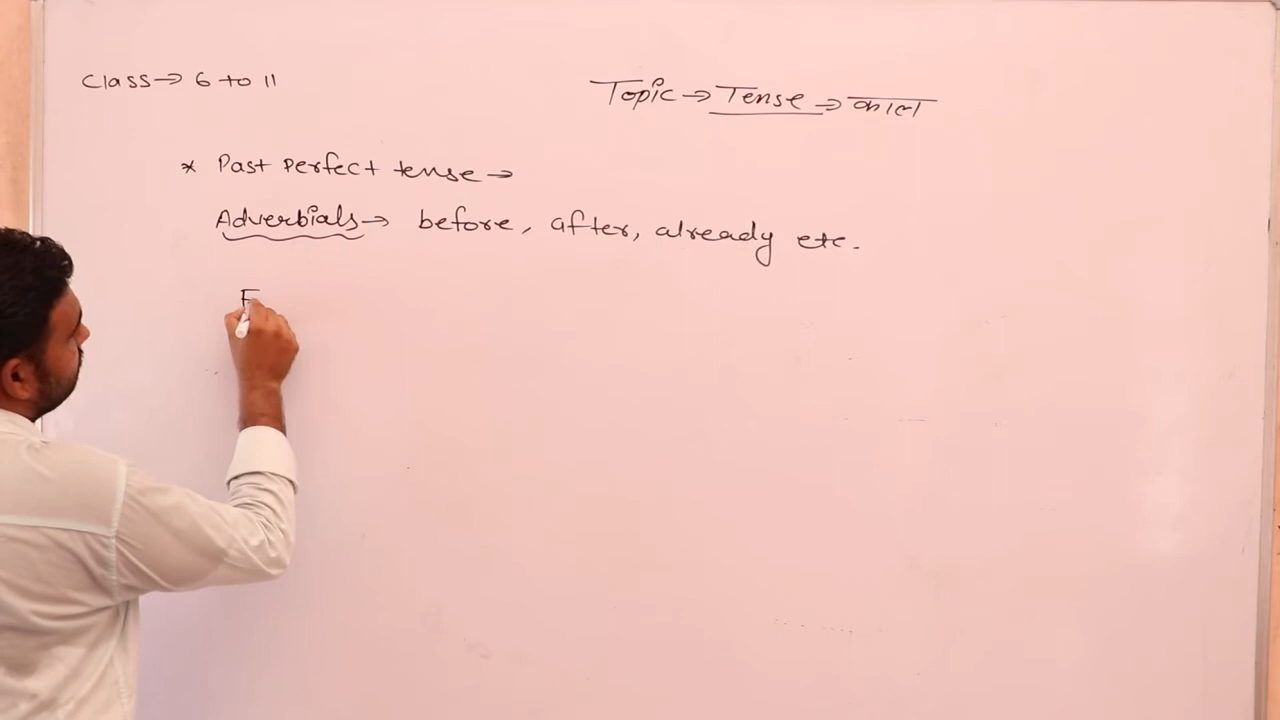 Class → 6 to 11
Topic → Tense → काल
* Past Perfect tense →
Adverbials → before, after, already etc.
F